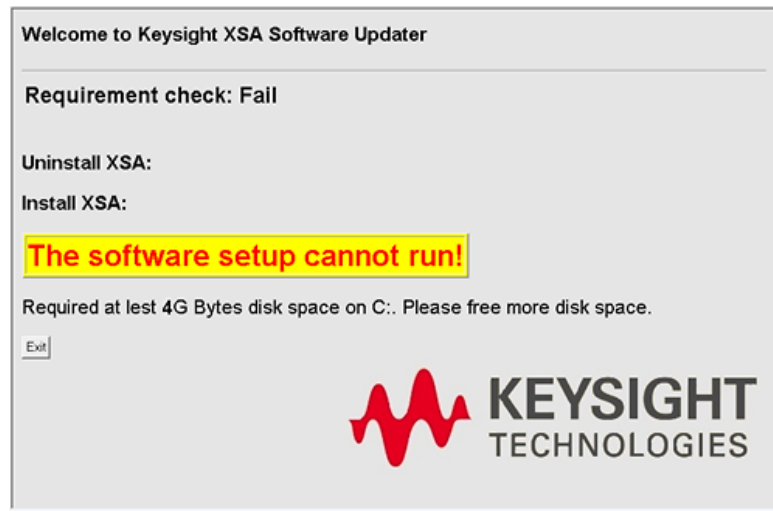 Welcome to Keysight XSA Software Updater
Requirement check: Fail
Uninstall XSA:
Install XSA:
The software setup cannot run!
Required at lest 4G Bytes disk space on C:. Please free more disk space.
Exit
KEYSIGHT
TECHNOLOGIES